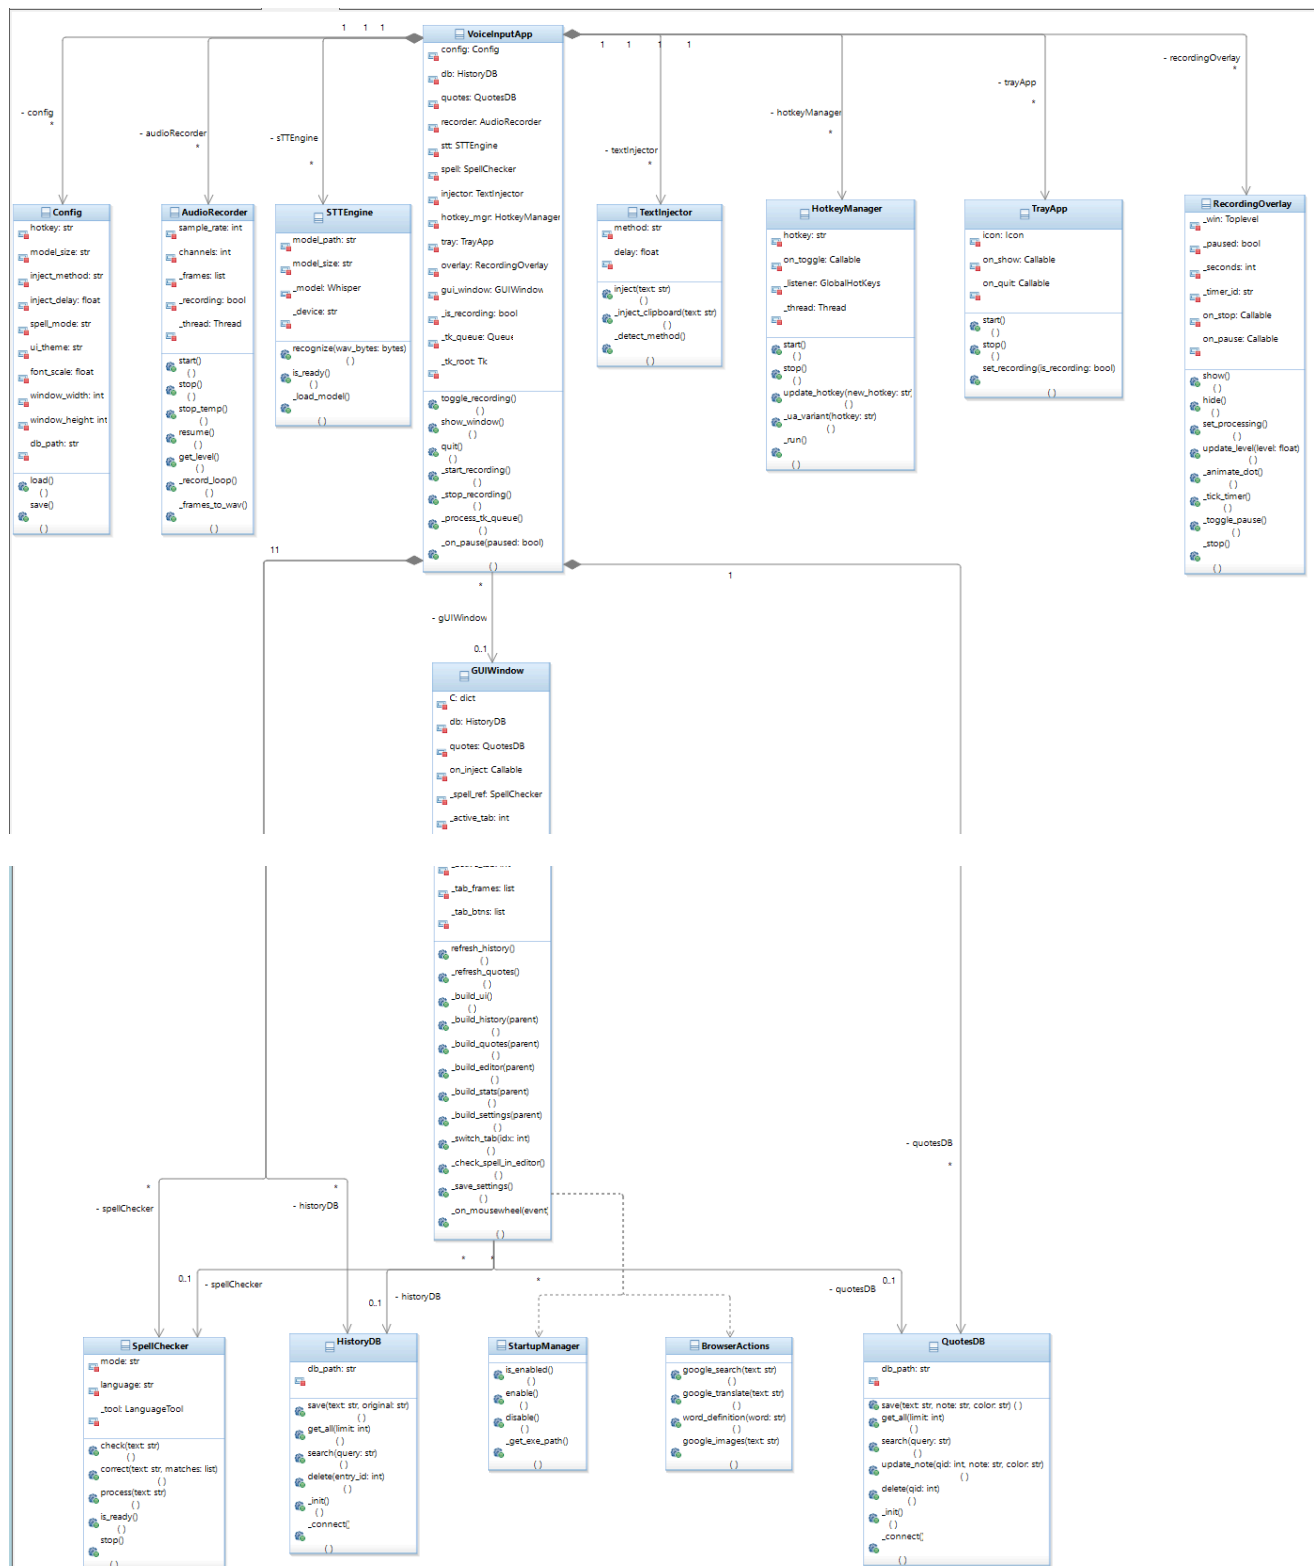 1 1 1
VoiceInputApp
config: Config
db: HistoryDB
quotes: QuotesDB
recorder: AudioRecorder
stt: STTEngine
spell: SpellChecker
injector: TextInjector
hotkey_mgr: HotkeyManager
tray: TrayApp
overlay: RecordingOverlay
gui_window: GUIWindow
_is_recording: bool
_tk_queue: Queue
_tk_root: Tk
toggle_recording()
( )
show_window()
( )
quit()
( )
_start_recording()
( )
_stop_recording()
( )
_process_tk_queue()
( )
_on_pause(paused: bool)
( )
1 1 1 1
- config
*
- audioRecorder
*
- sTTEngine
*
- textInjector
*
- hotkeyManager
*
- trayApp
*
- recordingOverlay
*
Config
hotkey: str
model_size: str
inject_method: str
inject_delay: float
spell_mode: str
ui_theme: str
font_scale: float
window_width: int
window_height: int
db_path: str
load()
( )
save()
( )
AudioRecorder
sample_rate: int
channels: int
_frames: list
_recording: bool
_thread: Thread
start()
( )
stop()
( )
stop_temp()
( )
resume()
( )
get_level()
( )
_record_loop()
( )
_frames_to_wav()
( )
STTEngine
model_path: str
model_size: str
_model: Whisper
_device: str
recognize(wav_bytes: bytes)
( )
is_ready()
( )
_load_model()
( )
TextInjector
method: str
delay: float
inject(text: str)
( )
_inject_clipboard(text: str)
( )
_detect_method()
( )
HotkeyManager
hotkey: str
on_toggle: Callable
_listener: GlobalHotKeys
_thread: Thread
start()
( )
stop()
( )
update_hotkey(new_hotkey: str)
( )
_ua_variant(hotkey: str)
( )
_run()
( )
TrayApp
icon: Icon
on_show: Callable
on_quit: Callable
start()
( )
stop()
( )
set_recording(is_recording: bool)
( )
RecordingOverlay
_win: Toplevel
_paused: bool
_seconds: int
_timer_id: str
on_stop: Callable
on_pause: Callable
show()
( )
hide()
( )
set_processing()
( )
update_level(level: float)
( )
_animate_dot()
( )
_tick_timer()
( )
_toggle_pause()
( )
_stop()
( )
11
1
*
- gUIWindow
0..1
GUIWindow
C: dict
db: HistoryDB
quotes: QuotesDB
on_inject: Callable
_spell_ref: SpellChecker
_active_tab: int
_tab_frames: list
_tab_btns: list
refresh_history()
( )
_refresh_quotes()
( )
_build_ui()
( )
_build_history(parent)
( )
_build_quotes(parent)
( )
_build_editor(parent)
( )
_build_stats(parent)
( )
_build_settings(parent)
( )
_switch_tab(idx: int)
( )
_check_spell_in_editor()
( )
_save_settings()
( )
_on_mousewheel(event)
( )
- quotesDB
*
*
- spellChecker
*
- historyDB
* *
0..1
- spellChecker
0..1
- historyDB
*
- quotesDB
0..1
SpellChecker
mode: str
language: str
_tool: LanguageTool
check(text: str)
( )
correct(text: str, matches: list)
( )
process(text: str)
( )
is_ready()
( )
stop()
( )
HistoryDB
db_path: str
save(text: str, original: str)
( )
get_all(limit: int)
( )
search(query: str)
( )
delete(entry_id: int)
( )
_init()
( )
_connect(
( )
StartupManager
is_enabled()
( )
enable()
( )
disable()
( )
_get_exe_path()
( )
BrowserActions
google_search(text: str)
( )
google_translate(text: str)
( )
word_definition(word: str)
( )
google_images(text: str)
( )
QuotesDB
db_path: str
save(text: str, note: str, color: str) ( )
get_all(limit: int)
( )
search(query: str)
( )
update_note(qid: int, note: str, color: str)
( )
delete(qid: int)
( )
_init()
( )
_connect(
( )